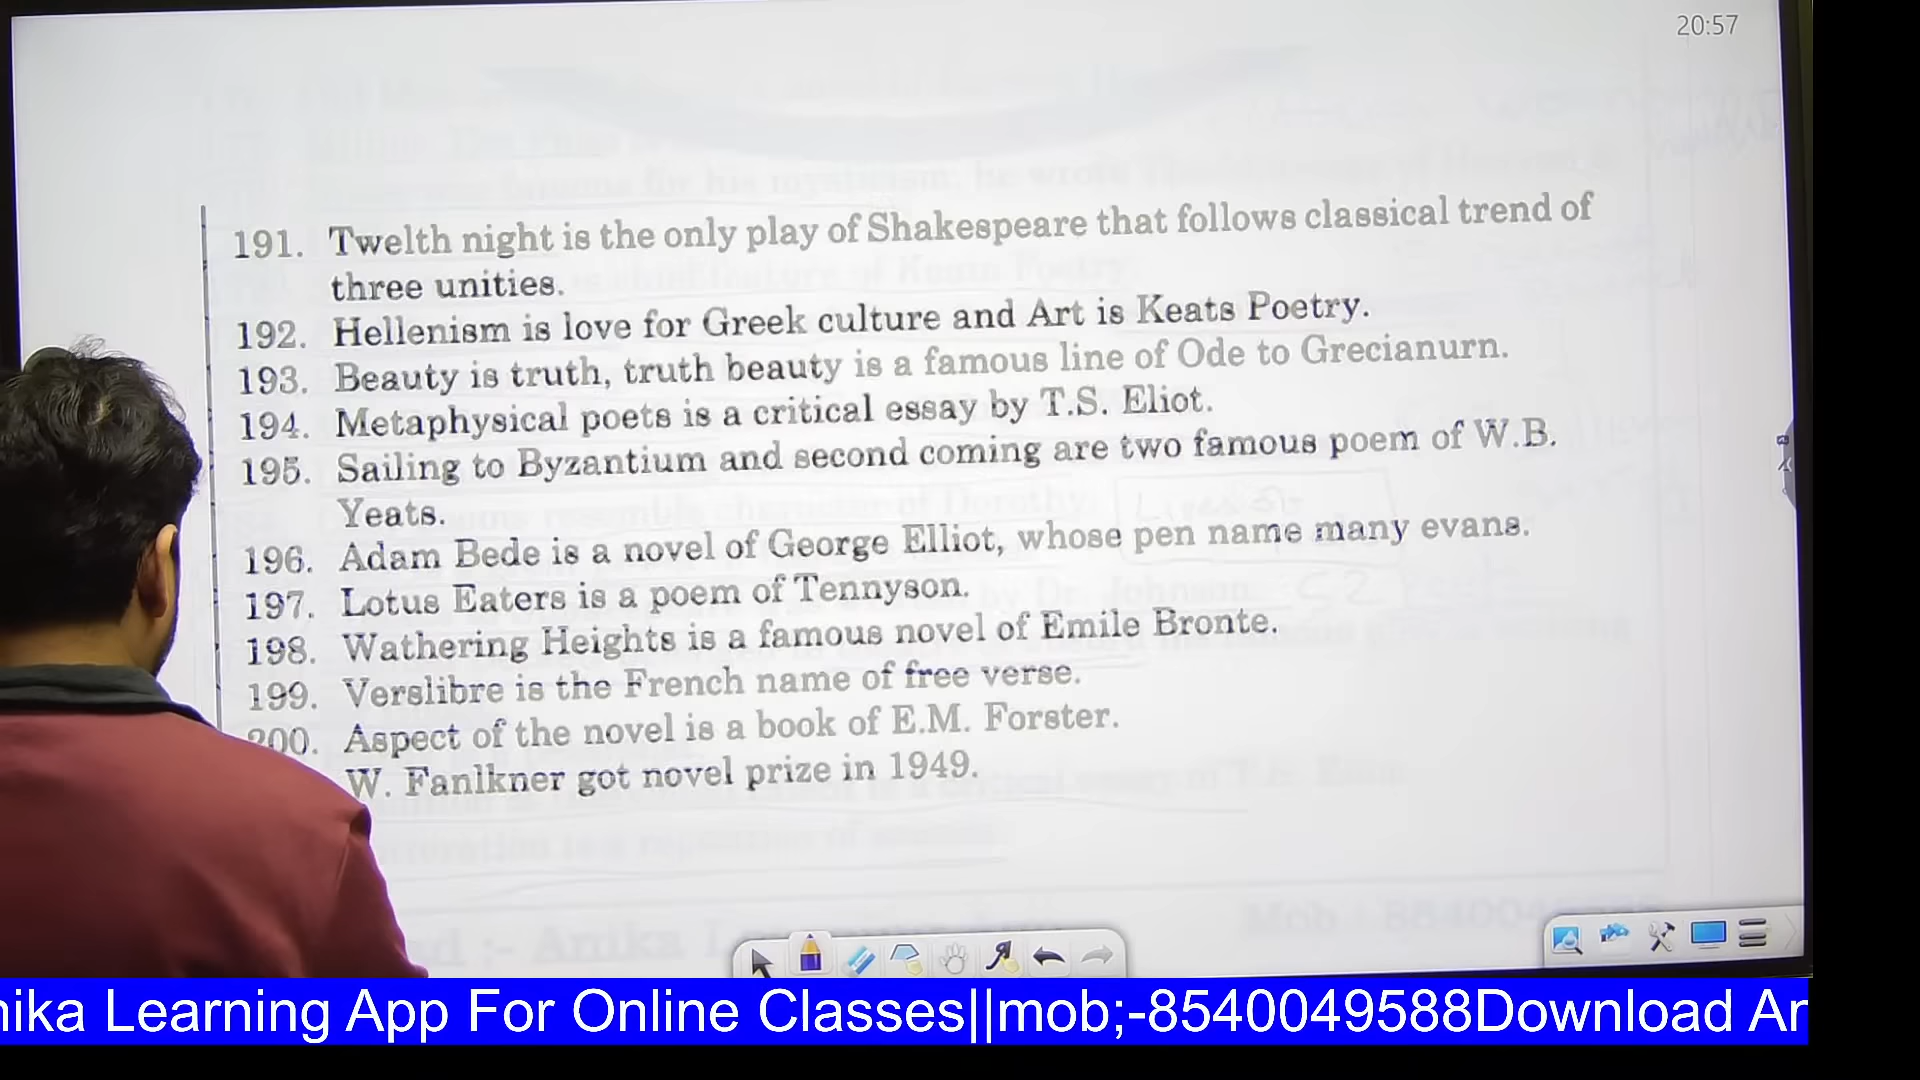 20:57
191. Twelth night is the only play of Shakespeare that follows classical trend of
three unities.
192. Hellenism is love for Greek culture and Art is Keats Poetry.
193. Beauty is truth, truth beauty is a famous line of Ode to Grecianurn.
194. Metaphysical poets is a critical essay by T.S. Eliot.
195. Sailing to Byzantium and second coming are two famous poem of W.B.
Yeats.
196. Adam Bede is a novel of George Elliot, whose pen name many evans.
197. Lotus Eaters is a poem of Tennyson.
198. Wathering Heights is a famous novel of Emile Bronte.
199. Verslibre is the French name of free verse.
200. Aspect of the novel is a book of E.M. Forster.
W. Fanlkner got novel prize in 1949.
nika Learning App For Online Classes||mob;-8540049588Download Ar